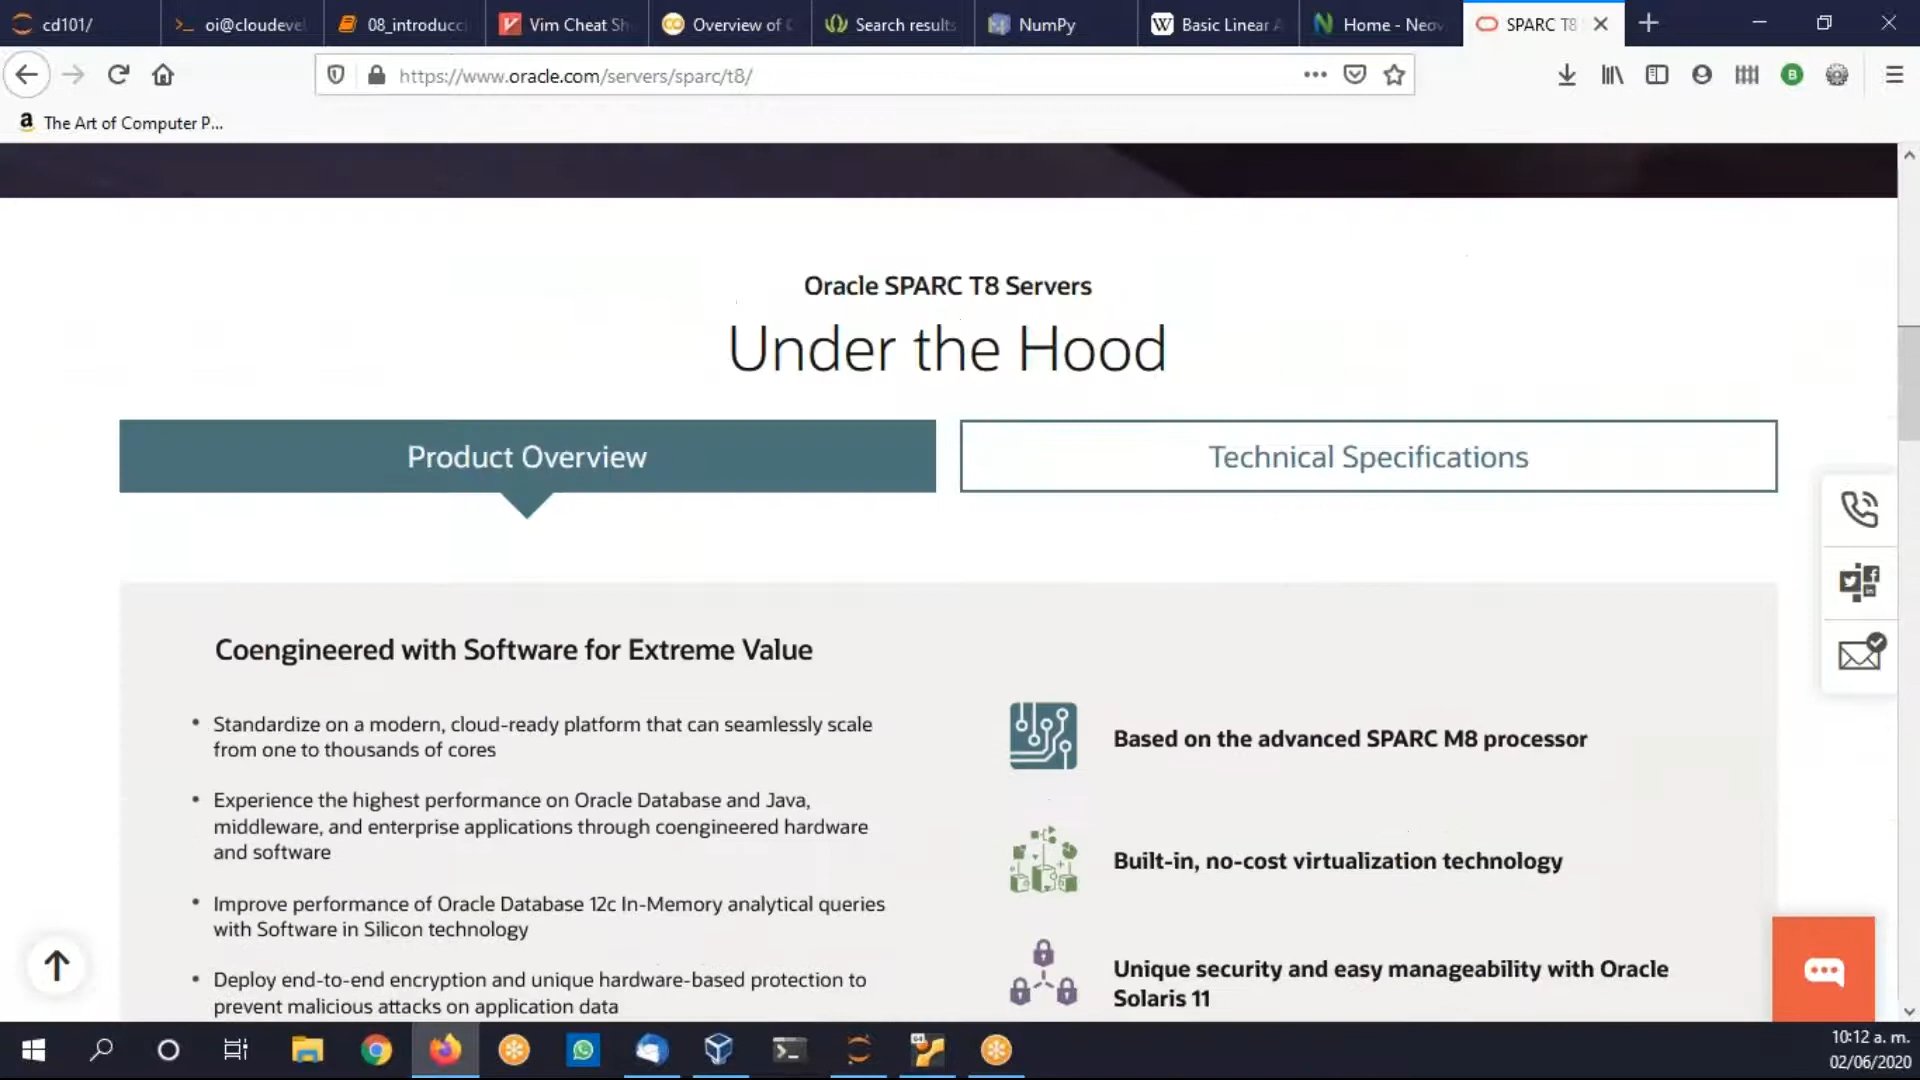 cd101/
oi@cloudeve
08_introducci
Vim Cheat Sh
Overview of C
Search results
NumPy
Basic Linear A
Home - Neov
SPARC T8
https://www.oracle.com/servers/sparc/t8/
B
a The Art of Computer P...
Oracle SPARC T8 Servers
Under the Hood
Product Overview
Technical Specifications
Coengineered with Software for Extreme Value
• Standardize on a modern, cloud-ready platform that can seamlessly scale
from one to thousands of cores
• Experience the highest performance on Oracle Database and Java,
middleware, and enterprise applications through coengineered hardware
and software
• Improve performance of Oracle Database 12c In-Memory analytical queries
with Software in Silicon technology
• Deploy end-to-end encryption and unique hardware-based protection to
prevent malicious attacks on application data
Based on the advanced SPARC M8 processor
Built-in, no-cost virtualization technology
Unique security and easy manageability with Oracle
Solaris 11
10:12 a. m.
02/06/2020